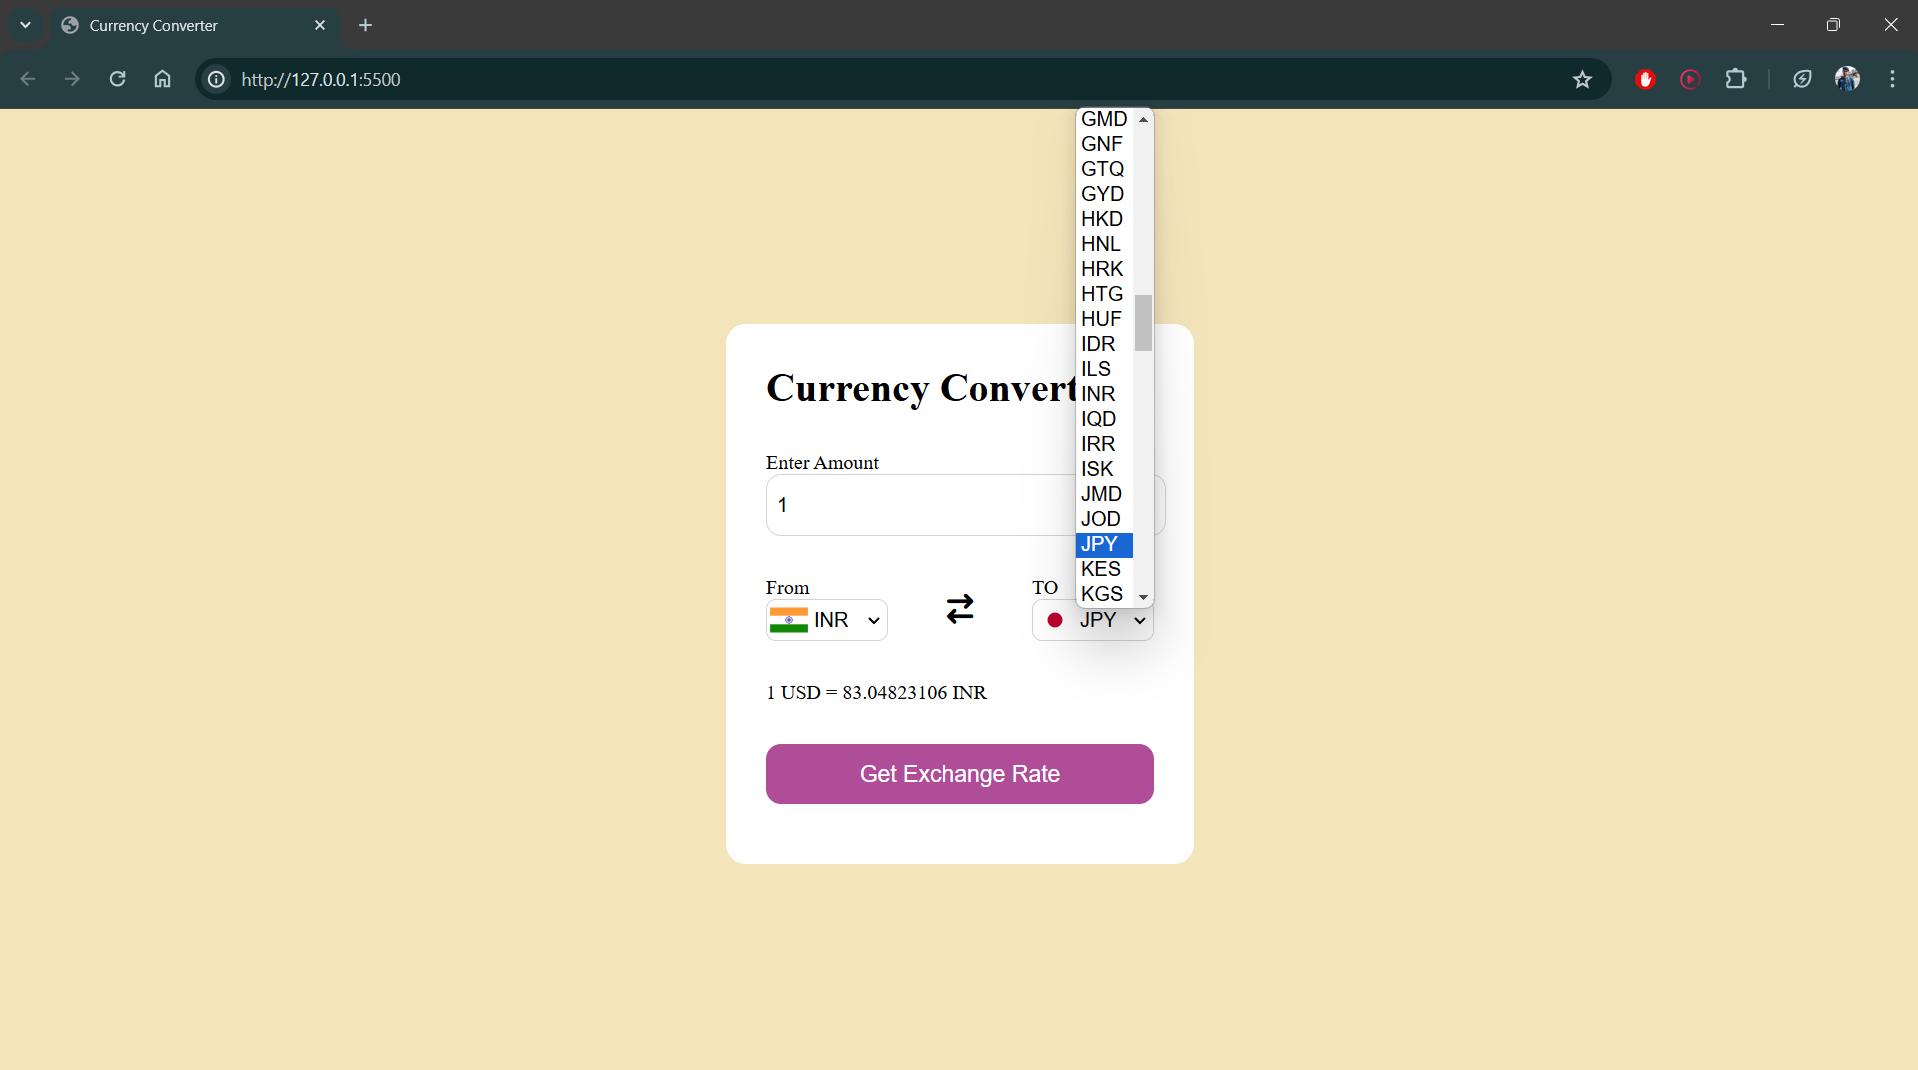 Currency Converter
http://127.0.0.1:5500
GMD
GNF
GTQ
GYD
HKD
HNL
HRK
HTG
HUF
IDR
ILS
INR
IQD
IRR
ISK
JMD
JOD
JPY
KES
KGS
Currency Convert
Enter Amount
1
From
TO
INR
JPY
1 USD = 83.04823106 INR
Get Exchange Rate